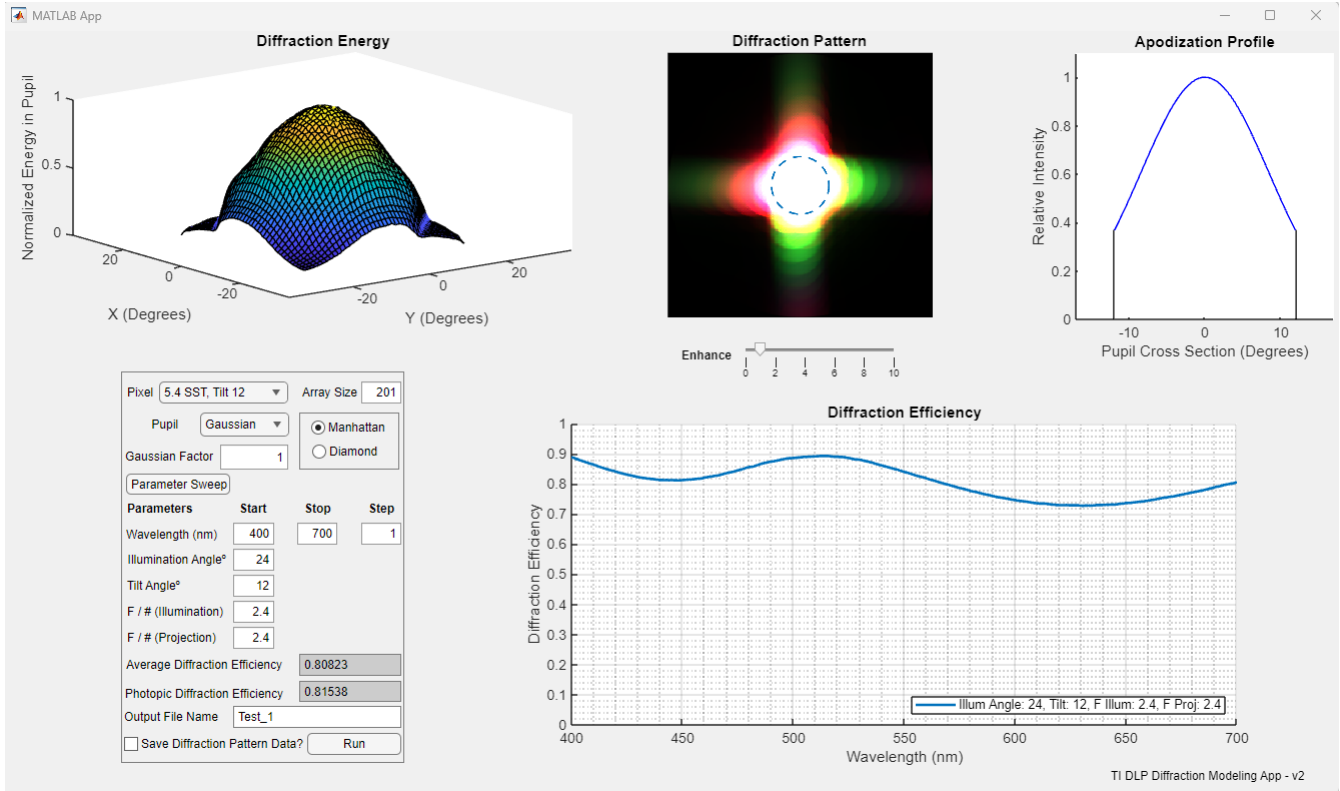 MATLAB App
Diffraction Energy
Normalized Energy in Pupil
1
0.5
0
20
0
-20
X (Degrees)
-20
0
20
Y (Degrees)
Diffraction Pattern
Enhance
0 2 4 6 8 10
Apodization Profile
Relative Intensity
1
0.8
0.6
0.4
0.2
0
-10 0 10
Pupil Cross Section (Degrees)
Pixel 5.4 SST, Tilt 12 Array Size 201
Pupil Gaussian Manhattan
Diamond
Gaussian Factor 1
Parameter Sweep
Parameters Start Stop Step
Wavelength (nm) 400 700 1
Illumination Angleº 24
Tilt Angleº 12
F / # (Illumination) 2.4
F / # (Projection) 2.4
Average Diffraction Efficiency 0.80823
Photopic Diffraction Efficiency 0.81538
Output File Name Test_1
Save Diffraction Pattern Data? Run
Diffraction Efficiency
Diffraction Efficiency
1
0.9
0.8
0.7
0.6
0.5
0.4
0.3
0.2
0.1
0
Illum Angle: 24, Tilt: 12, F Illum: 2.4, F Proj: 2.4
400 450 500 550 600 650 700
Wavelength (nm)
TI DLP Diffraction Modeling App - v2